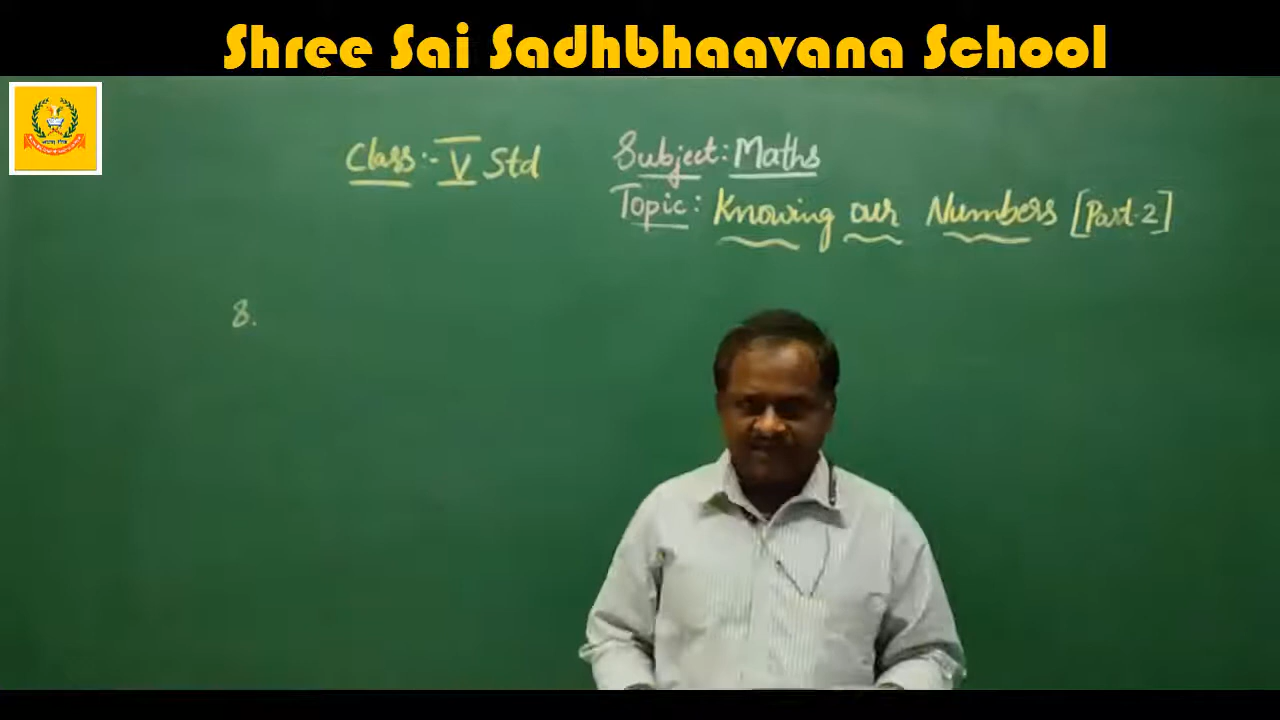 Shree Sai Sadhbhaavana School
Class:- V Std
Subject: Maths
Topic: Knowing our Numbers [Part-2]
8.